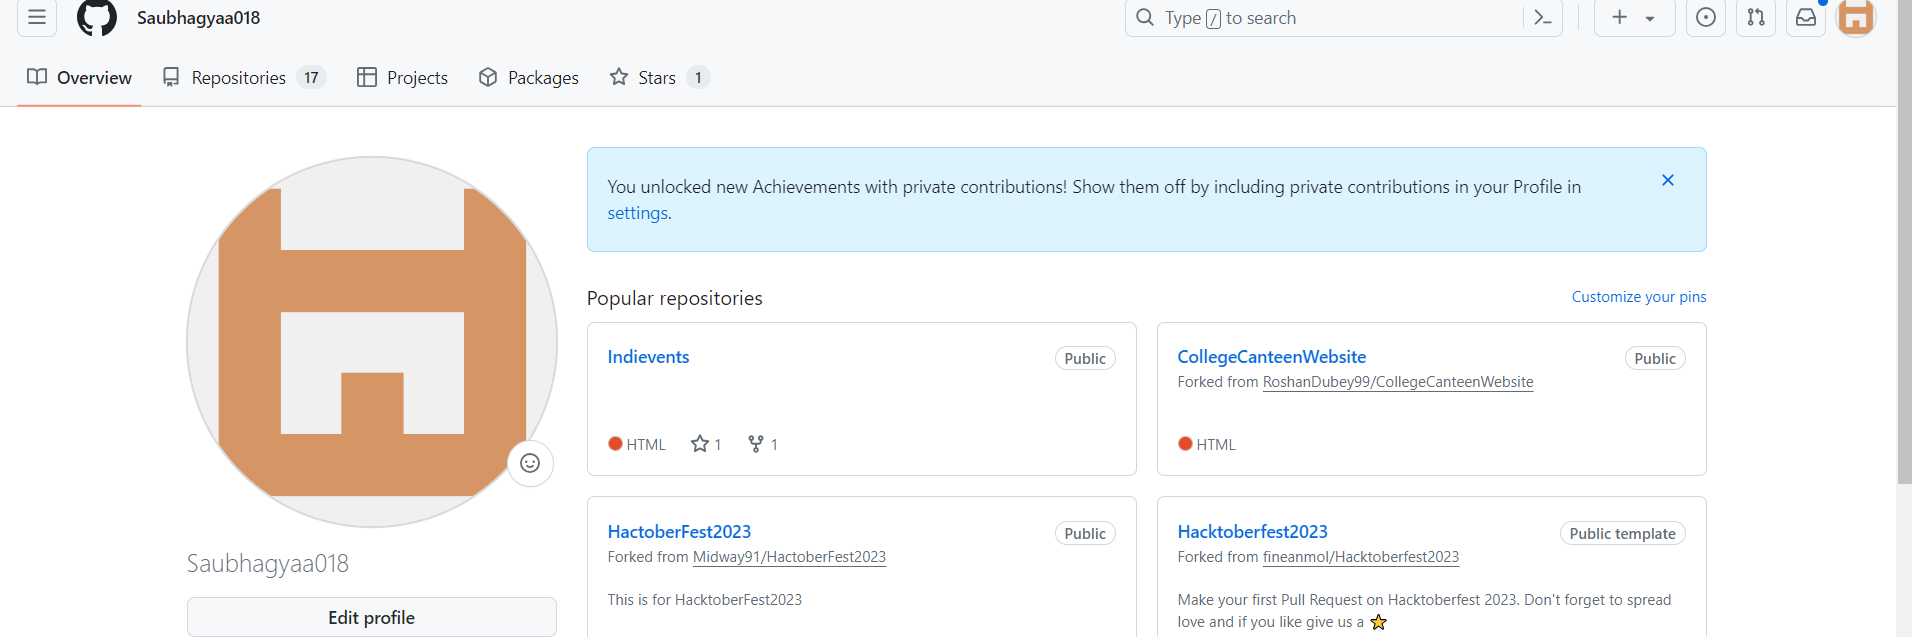 Saubhagyaa018
Type / to search
Overview
Repositories 17
Projects
Packages
Stars 1
You unlocked new Achievements with private contributions! Show them off by including private contributions in your Profile in
settings.
Popular repositories
Customize your pins
Indievents
Public
HTML 1 1
CollegeCanteenWebsite
Public
Forked from RoshanDubey99/CollegeCanteenWebsite
HTML
HactoberFest2023
Public
Forked from Midway91/HactoberFest2023
This is for HacktoberFest2023
Hacktoberfest2023
Public template
Forked from fineanmol/Hacktoberfest2023
Make your first Pull Request on Hacktoberfest 2023. Don't forget to spread
love and if you like give us a ⭐
Saubhagyaa018
Edit profile